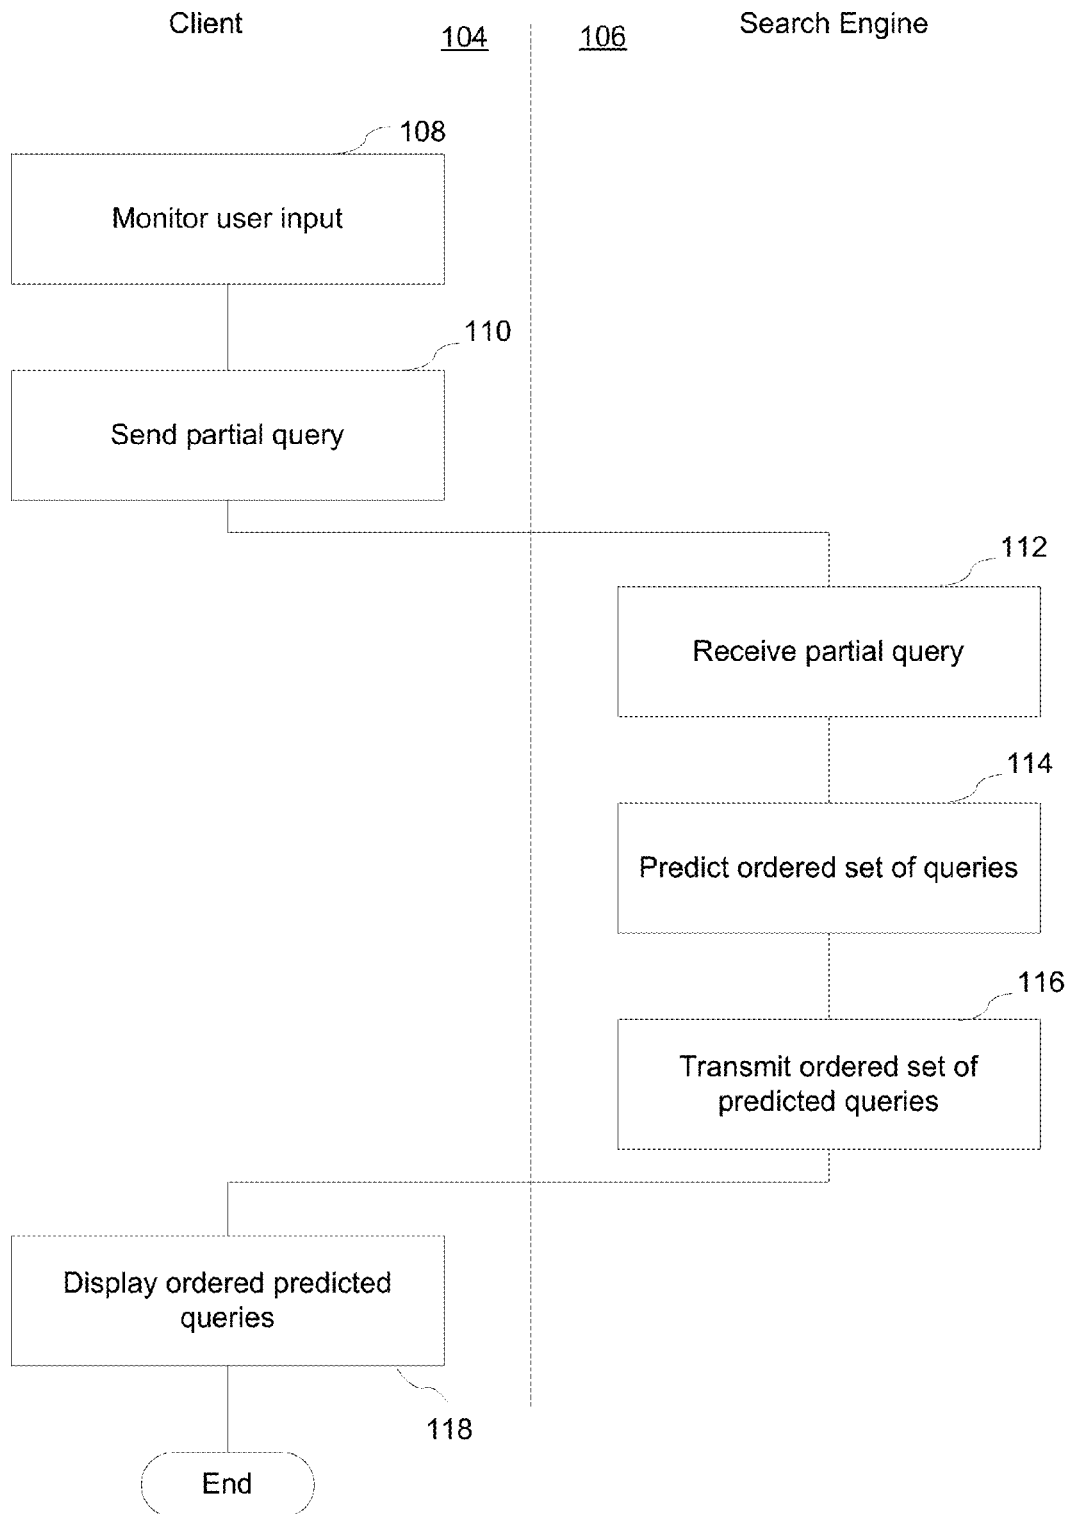 Client
104
106
Search Engine
108
Monitor user input
110
Send partial query
112
Receive partial query
114
Predict ordered set of queries
116
Transmit ordered set of
predicted queries
Display ordered predicted
queries
118
End